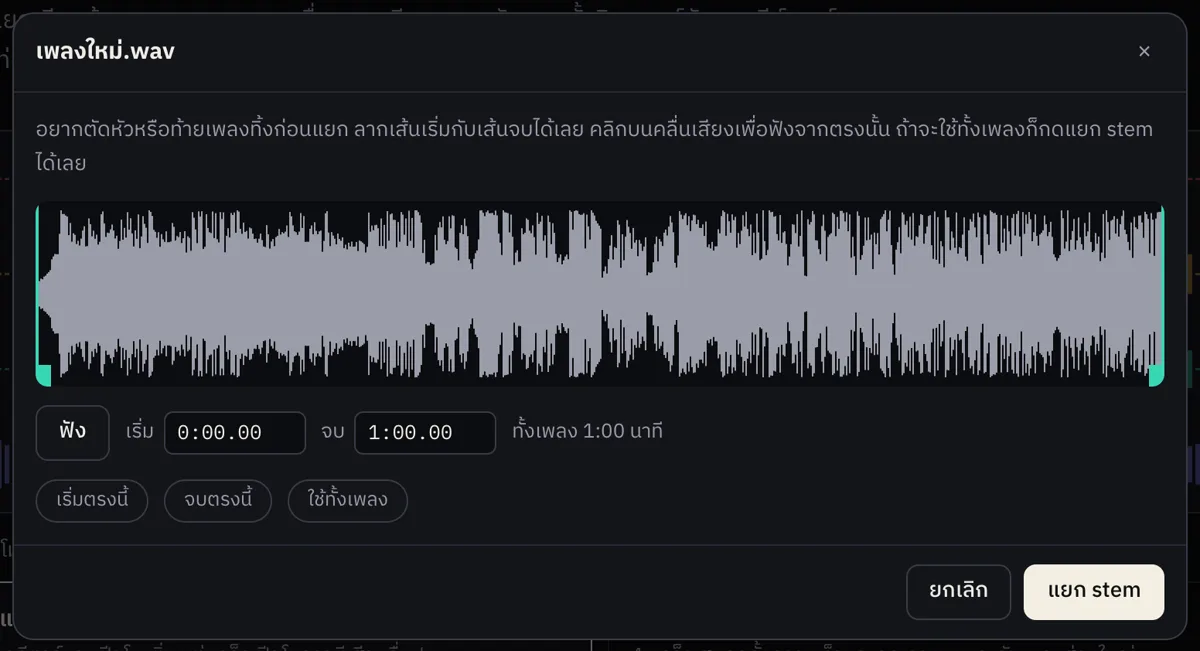 เพลงใหม่.wav
×
อยากตัดหัวหรือท้ายเพลงทิ้งก่อนแยก ลากเส้นเริ่มกับเส้นจบได้เลย คลิกบนคลื่นเสียงเพื่อฟังจากตรงนั้น ถ้าจะใช้ทั้งเพลงก็กดแยก stem
ได้เลย
ฟัง เริ่ม 0:00.00 จบ 1:00.00 ทั้งเพลง 1:00 นาที
เริ่มตรงนี้ จบตรงนี้ ใช้ทั้งเพลง
ยกเลิก แยก stem